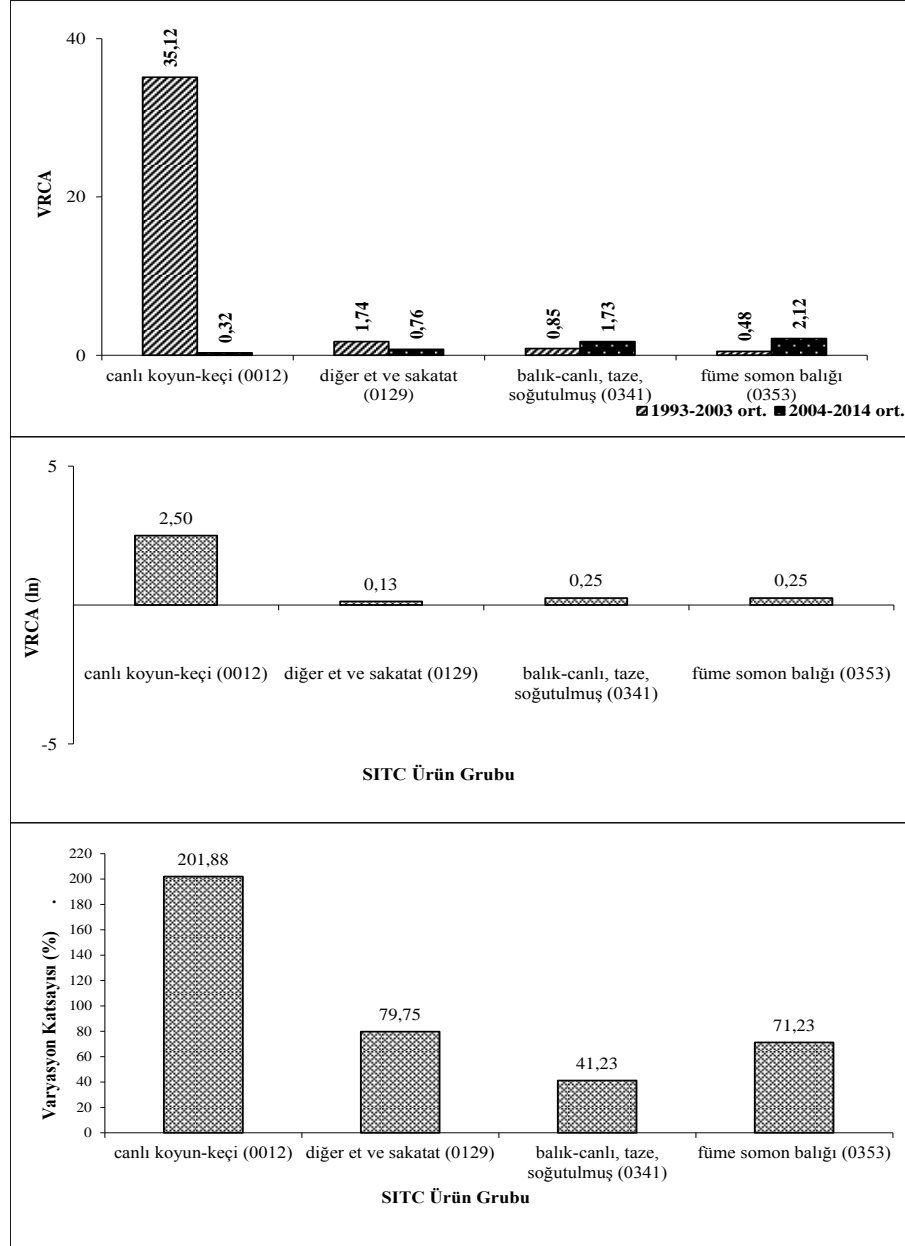 40
20
0
VRCA
35,12
0,32
1,74
0,76
0,85
1,73
0,48
2,12
canlı koyun-keçi (0012)
diğer et ve sakatat
(0129)
balık-canlı, taze,
soğutulmuş (0341)
füme somon balığı
(0353)
1993-2003 ort. 2004-2014 ort.
5
-5
VRCA (ln)
2,50
0,13
0,25
0,25
canlı koyun-keçi (0012)
diğer et ve sakatat (0129)
balık-canlı, taze,
soğutulmuş (0341)
füme somon balığı (0353)
SITC Ürün Grubu
220
200
180
160
140
120
100
80
60
40
20
0
Varyasyon Katsayısı (%) .
201,88
79,75
41,23
71,23
canlı koyun-keçi (0012)
diğer et ve sakatat (0129)
balık-canlı, taze,
soğutulmuş (0341)
füme somon balığı (0353)
SITC Ürün Grubu